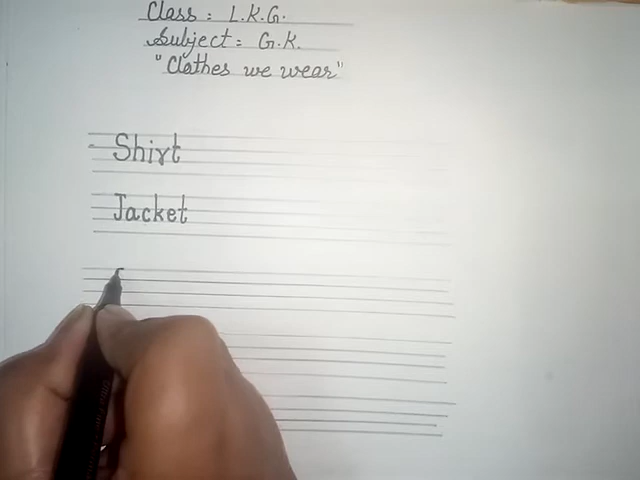 Class : L.K.G.
Subject : G.K.
"Clothes we wear"
Shirt
Jacket